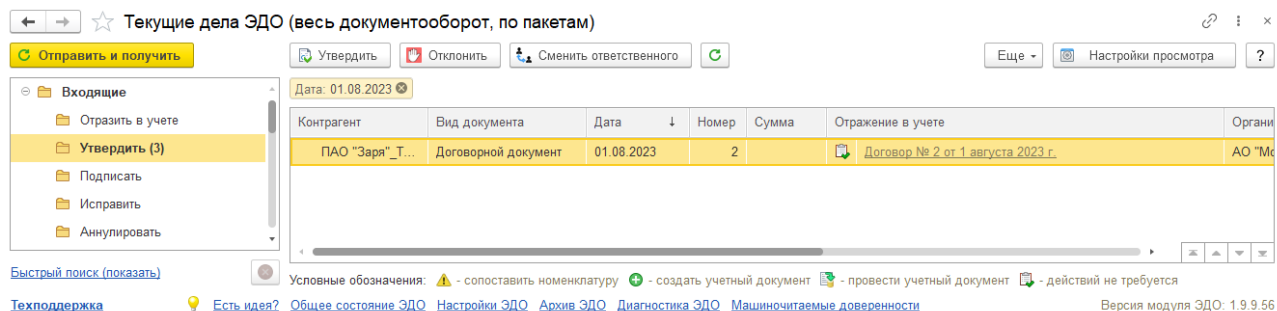 Текущие дела ЭДО (весь документооборот, по пакетам)
Отправить и получить Утвердить Отклонить Сменить ответственного Еще Настройки просмотра ?
Входящие
Отразить в учете
Утвердить (3)
Подписать
Исправить
Аннулировать
Дата: 01.08.2023
Контрагент Вид документа Дата ↓ Номер Сумма Отражение в учете Органи
ПАО "Заря"_Т... Договорной документ 01.08.2023 2 Договор № 2 от 1 августа 2023 г. АО "Мо
Быстрый поиск (показать)
Условные обозначения: - сопоставить номенклатуру - создать учетный документ - провести учетный документ - действий не требуется
Техподдержка Есть идея? Общее состояние ЭДО Настройки ЭДО Архив ЭДО Диагностика ЭДО Машиночитаемые доверенности Версия модуля ЭДО: 1.9.9.56